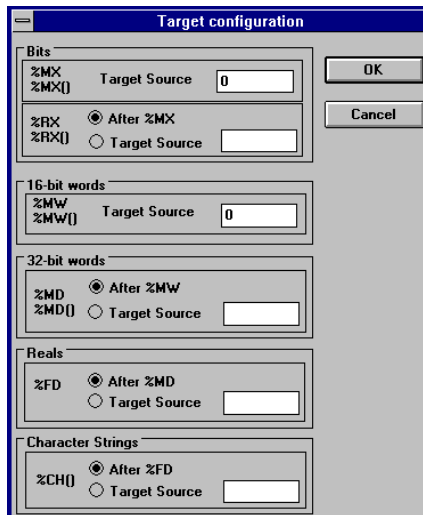 Target configuration
Bits
%MX Target Source 0
%MX()
%RX After %MX
%RX() Target Source
OK
Cancel
16-bit words
%MW Target Source 0
%MW()
32-bit words
%MD After %MW
%MD() Target Source
Reals
%FD After %MD
Target Source
Character Strings
%CH() After %FD
Target Source